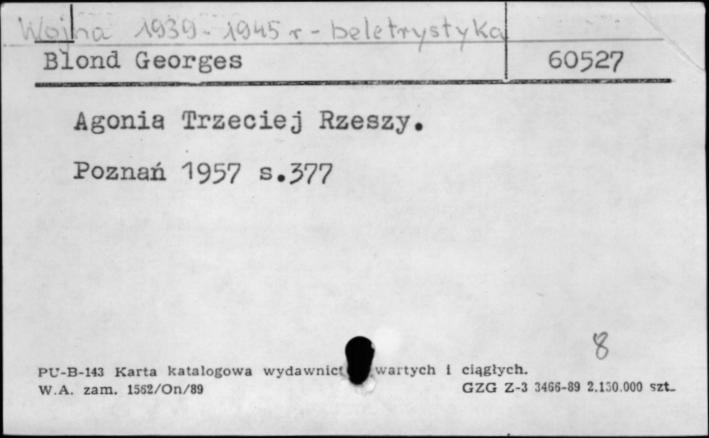 Wojna 1939-1945 r - beletrystyka
Blond Georges 60527
Agonia Trzeciej Rzeszy.
Poznań 1957 s.377
8
PU-B-143 Karta katalogowa wydawnict wartych i ciągłych.
W.A. zam. 1562/On/89 GZG Z-3 3466-89 2.130.000 szt.